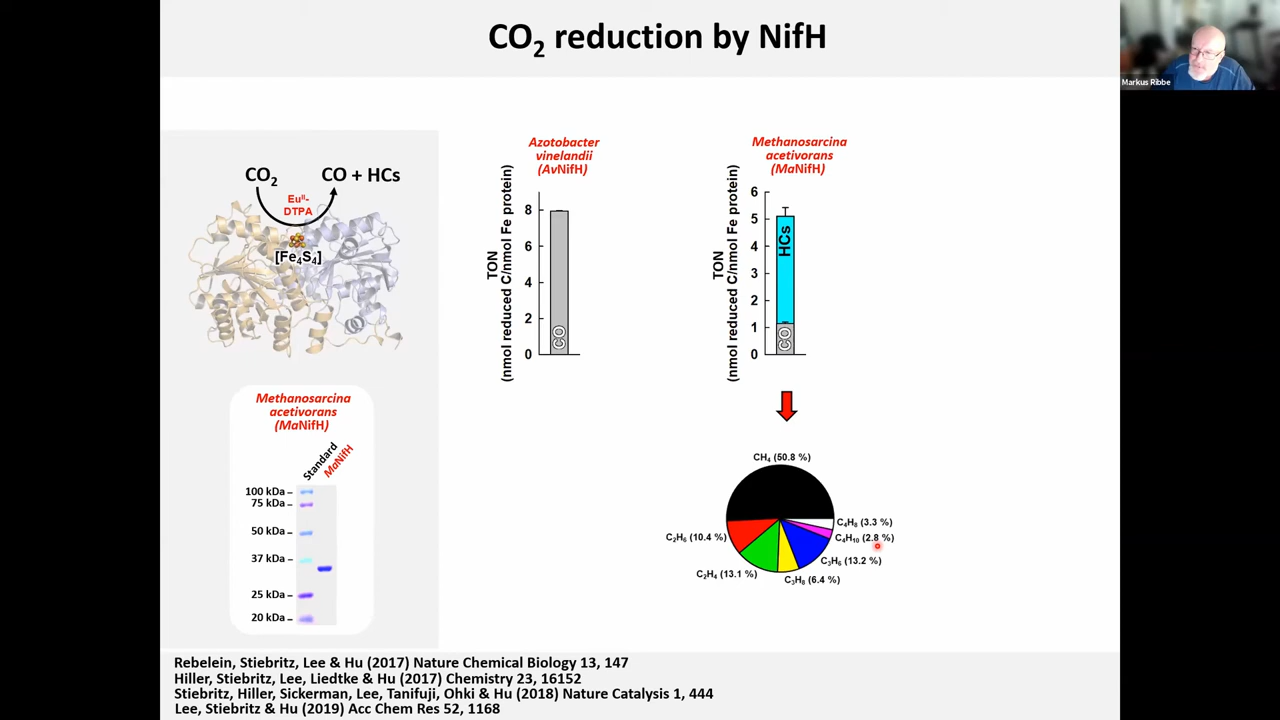 CO₂ reduction by NifH
Markus Ribbe
CO₂
CO + HCs
Euᴵᴵ-
DTPA
[Fe₄S₄]
Methanosarcina
acetivorans
(MaNifH)
Standard
MaNifH
100 kDa
75 kDa
50 kDa
37 kDa
25 kDa
20 kDa
Azotobacter
vinelandii
(AvNifH)
TON
(nmol reduced C/nmol Fe protein)
8
6
4
2
0
CO
Methanosarcina
acetivorans
(MaNifH)
TON
(nmol reduced C/nmol Fe protein)
6
5
4
3
2
1
0
HCs
CO
CH₄ (50.8 %)
C₄H₈ (3.3 %)
C₄H₁₀ (2.8 %)
C₃H₆ (13.2 %)
C₃H₈ (6.4 %)
C₂H₄ (13.1 %)
C₂H₆ (10.4 %)
Rebelein, Stiebritz, Lee & Hu (2017) Nature Chemical Biology 13, 147
Hiller, Stiebritz, Lee, Liedtke & Hu (2017) Chemistry 23, 16152
Stiebritz, Hiller, Sickerman, Lee, Tanifuji, Ohki & Hu (2018) Nature Catalysis 1, 444
Lee, Stiebritz & Hu (2019) Acc Chem Res 52, 1168